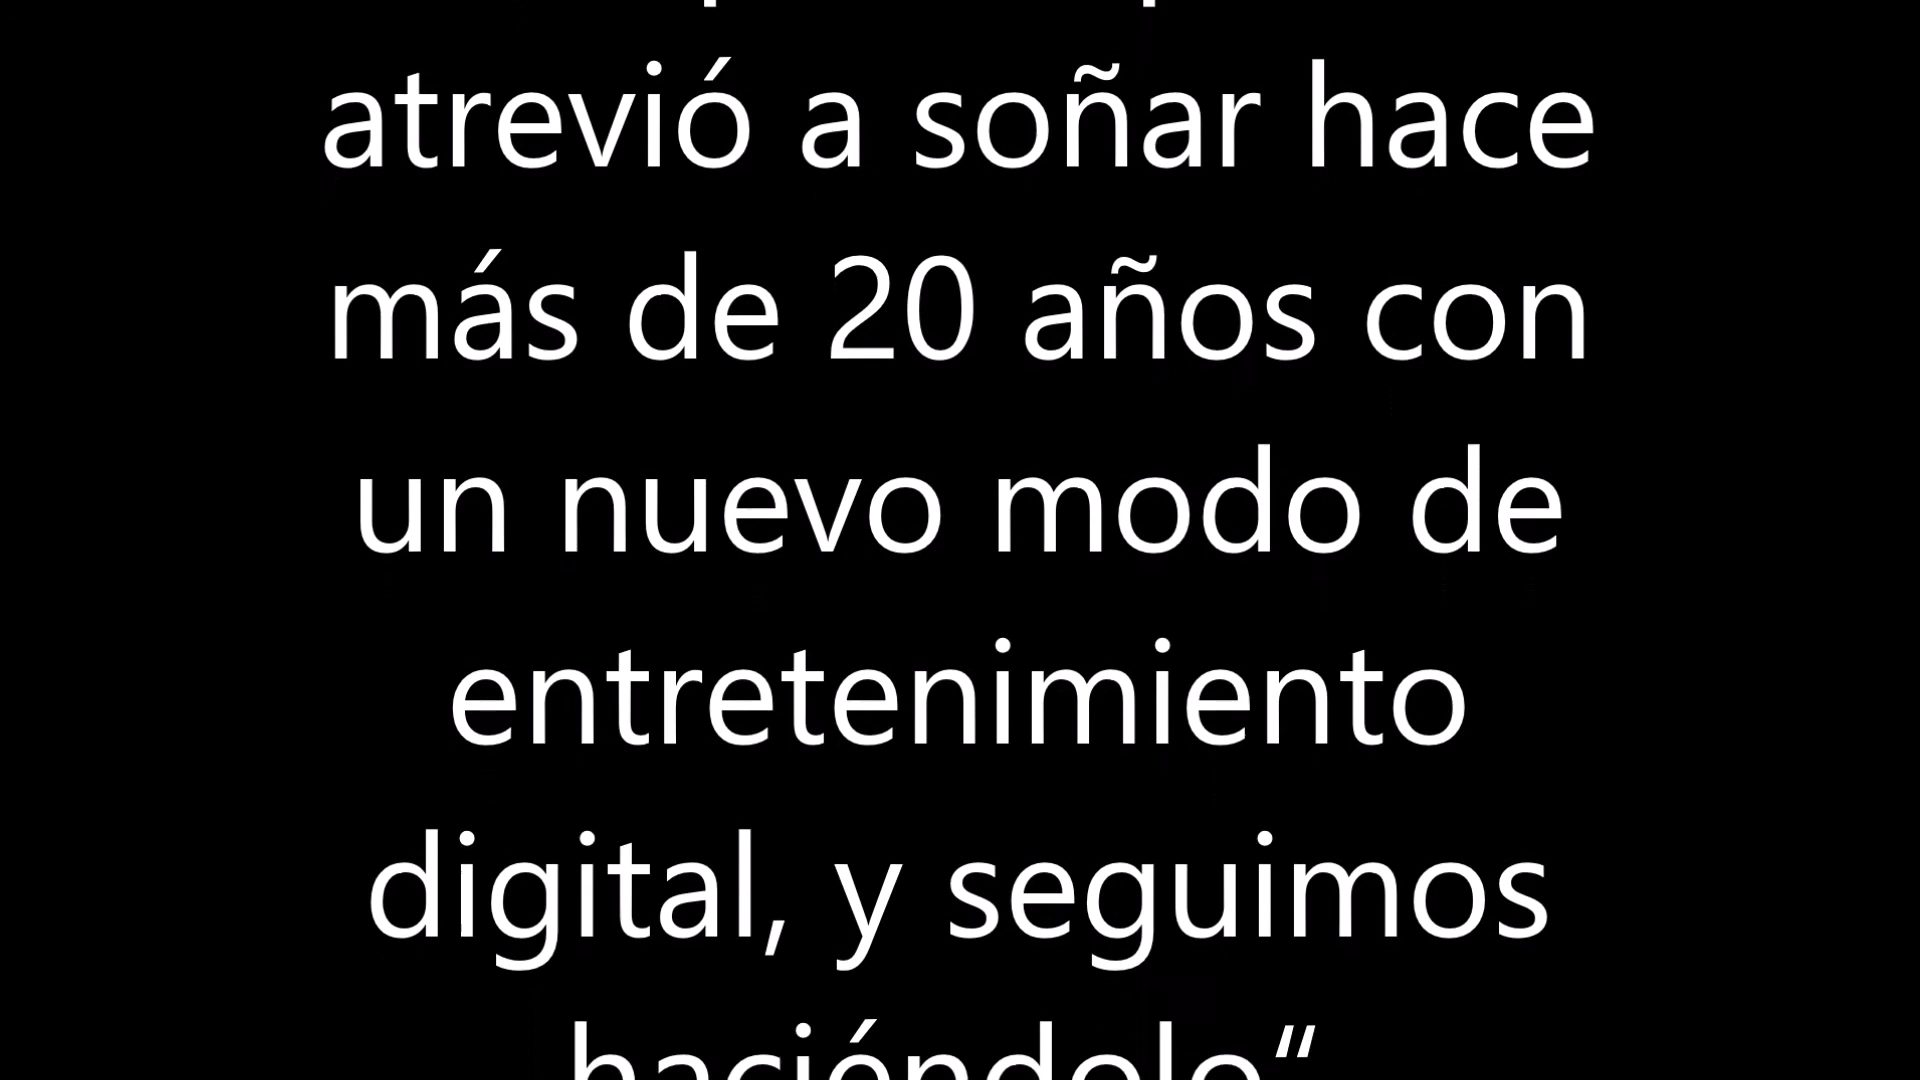 atrevió a soñar hace
más de 20 años con
un nuevo modo de
entretenimiento
digital, y seguimos
haciéndolo“